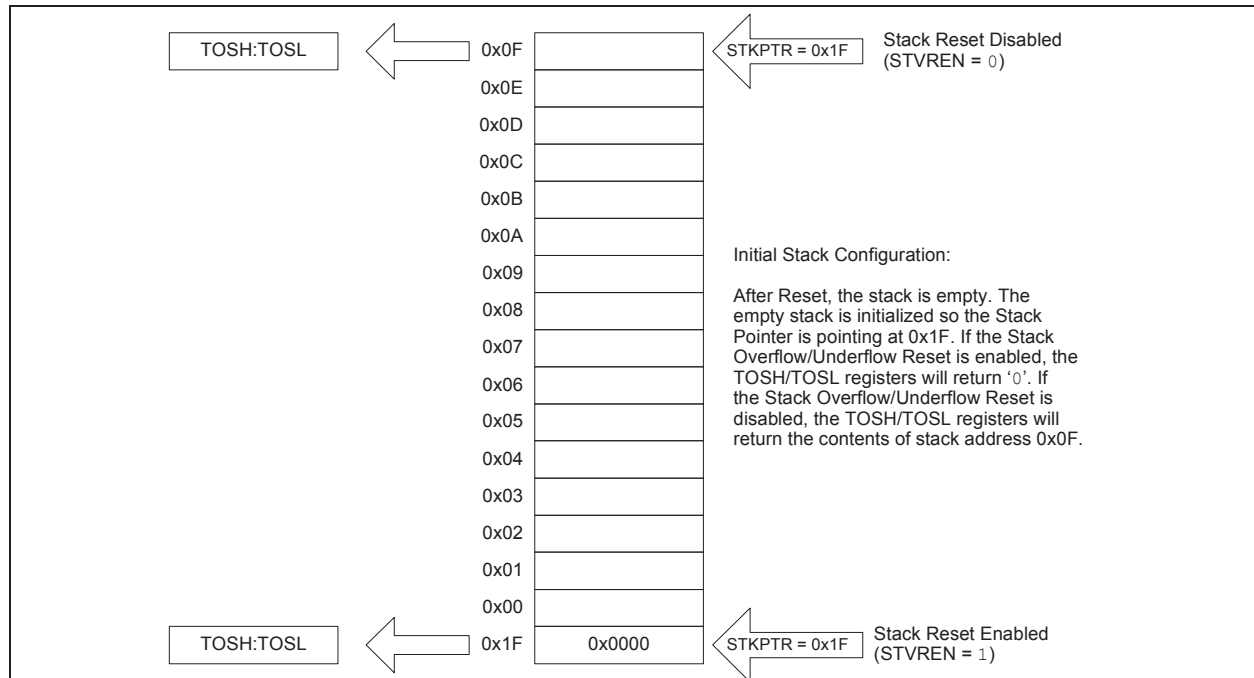 TOSH:TOSL
0x0F
STKPTR = 0x1F
Stack Reset Disabled
(STVREN = 0)
0x0E
0x0D
0x0C
0x0B
0x0A
0x09
0x08
0x07
0x06
0x05
0x04
0x03
0x02
0x01
0x00
Initial Stack Configuration:
After Reset, the stack is empty. The
empty stack is initialized so the Stack
Pointer is pointing at 0x1F. If the Stack
Overflow/Underflow Reset is enabled, the
TOSH/TOSL registers will return ‘0’. If
the Stack Overflow/Underflow Reset is
disabled, the TOSH/TOSL registers will
return the contents of stack address 0x0F.
TOSH:TOSL
0x1F
0x0000
STKPTR = 0x1F
Stack Reset Enabled
(STVREN = 1)